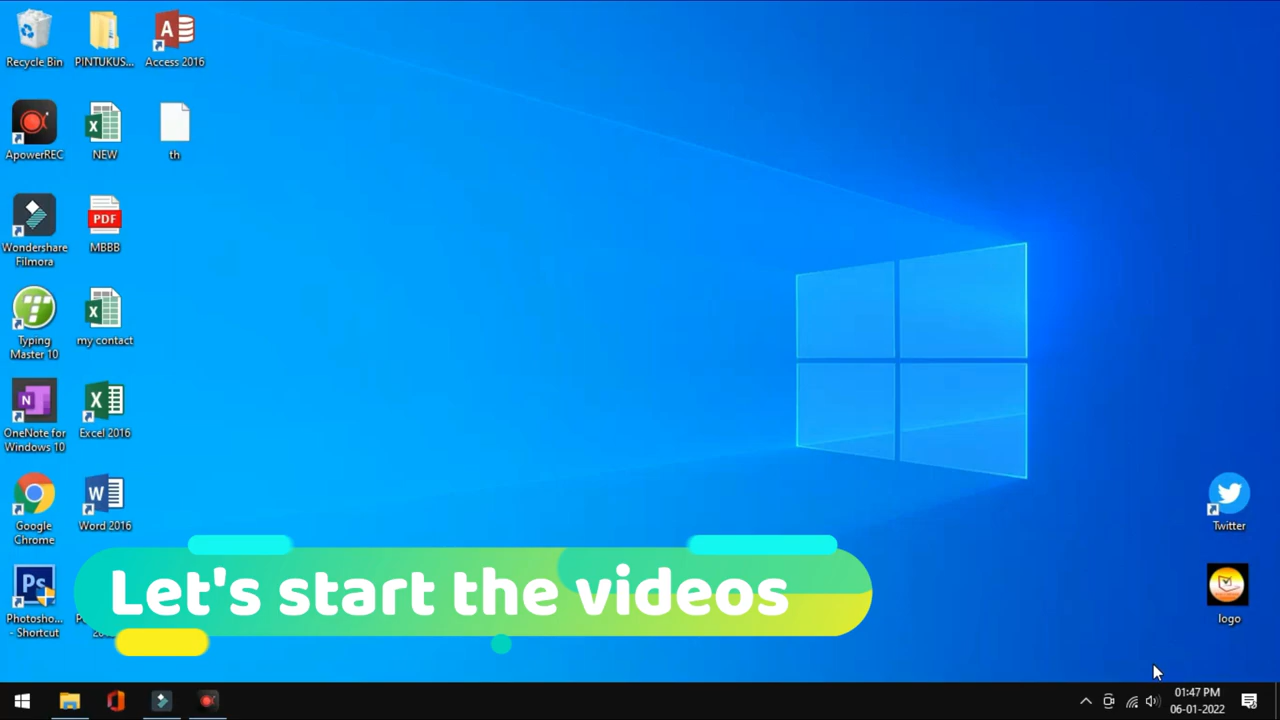 Recycle Bin
PINTUKUS...
Access 2016
ApowerREC
NEW
th
Wondershare
Filmora
PDF
MBBB
Typing
Master 10
my contact
OneNote for
Windows 10
Excel 2016
Google
Chrome
Word 2016
Twitter
Ps
Photosho...
- Shortcut
logo
Let's start the videos
01:47 PM
06-01-2022